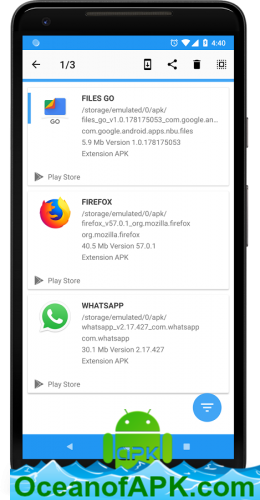 4:40
1/3
FILES GO
/storage/emulated/0/apk/
files_go_v1.0.178175053_com.google.an...
com.google.android.apps.nbu.files
5.9 Mb Version 1.0.178175053
Extension APK
GO
Play Store
FIREFOX
/storage/emulated/0/apk/
firefox_v57.0.1_org.mozilla.firefox
org.mozilla.firefox
40.5 Mb Version 57.0.1
Extension APK
Play Store
WHATSAPP
/storage/emulated/0/apk/
whatsapp_v2.17.427_com.whatsapp
com.whatsapp
30.1 Mb Version 2.17.427
Extension APK
Play Store
APK
OceanofAPK.com